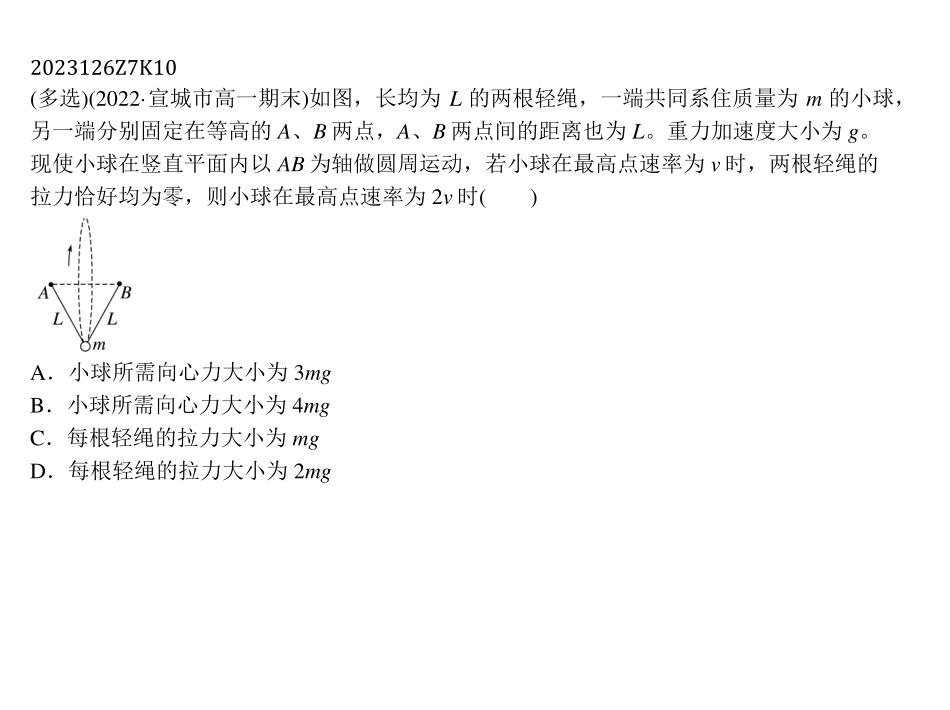 2023126Z7K10
(多选)(2022·宣城市高一期末)如图，长均为 L 的两根轻绳，一端共同系住质量为 m 的小球，
另一端分别固定在等高的 A、B 两点，A、B 两点间的距离也为 L。重力加速度大小为 g。
现使小球在竖直平面内以 AB 为轴做圆周运动，若小球在最高点速率为 v 时，两根轻绳的
拉力恰好均为零，则小球在最高点速率为 2v 时(　　)
A B
L L
m
A．小球所需向心力大小为 3mg
B．小球所需向心力大小为 4mg
C．每根轻绳的拉力大小为 mg
D．每根轻绳的拉力大小为 2mg